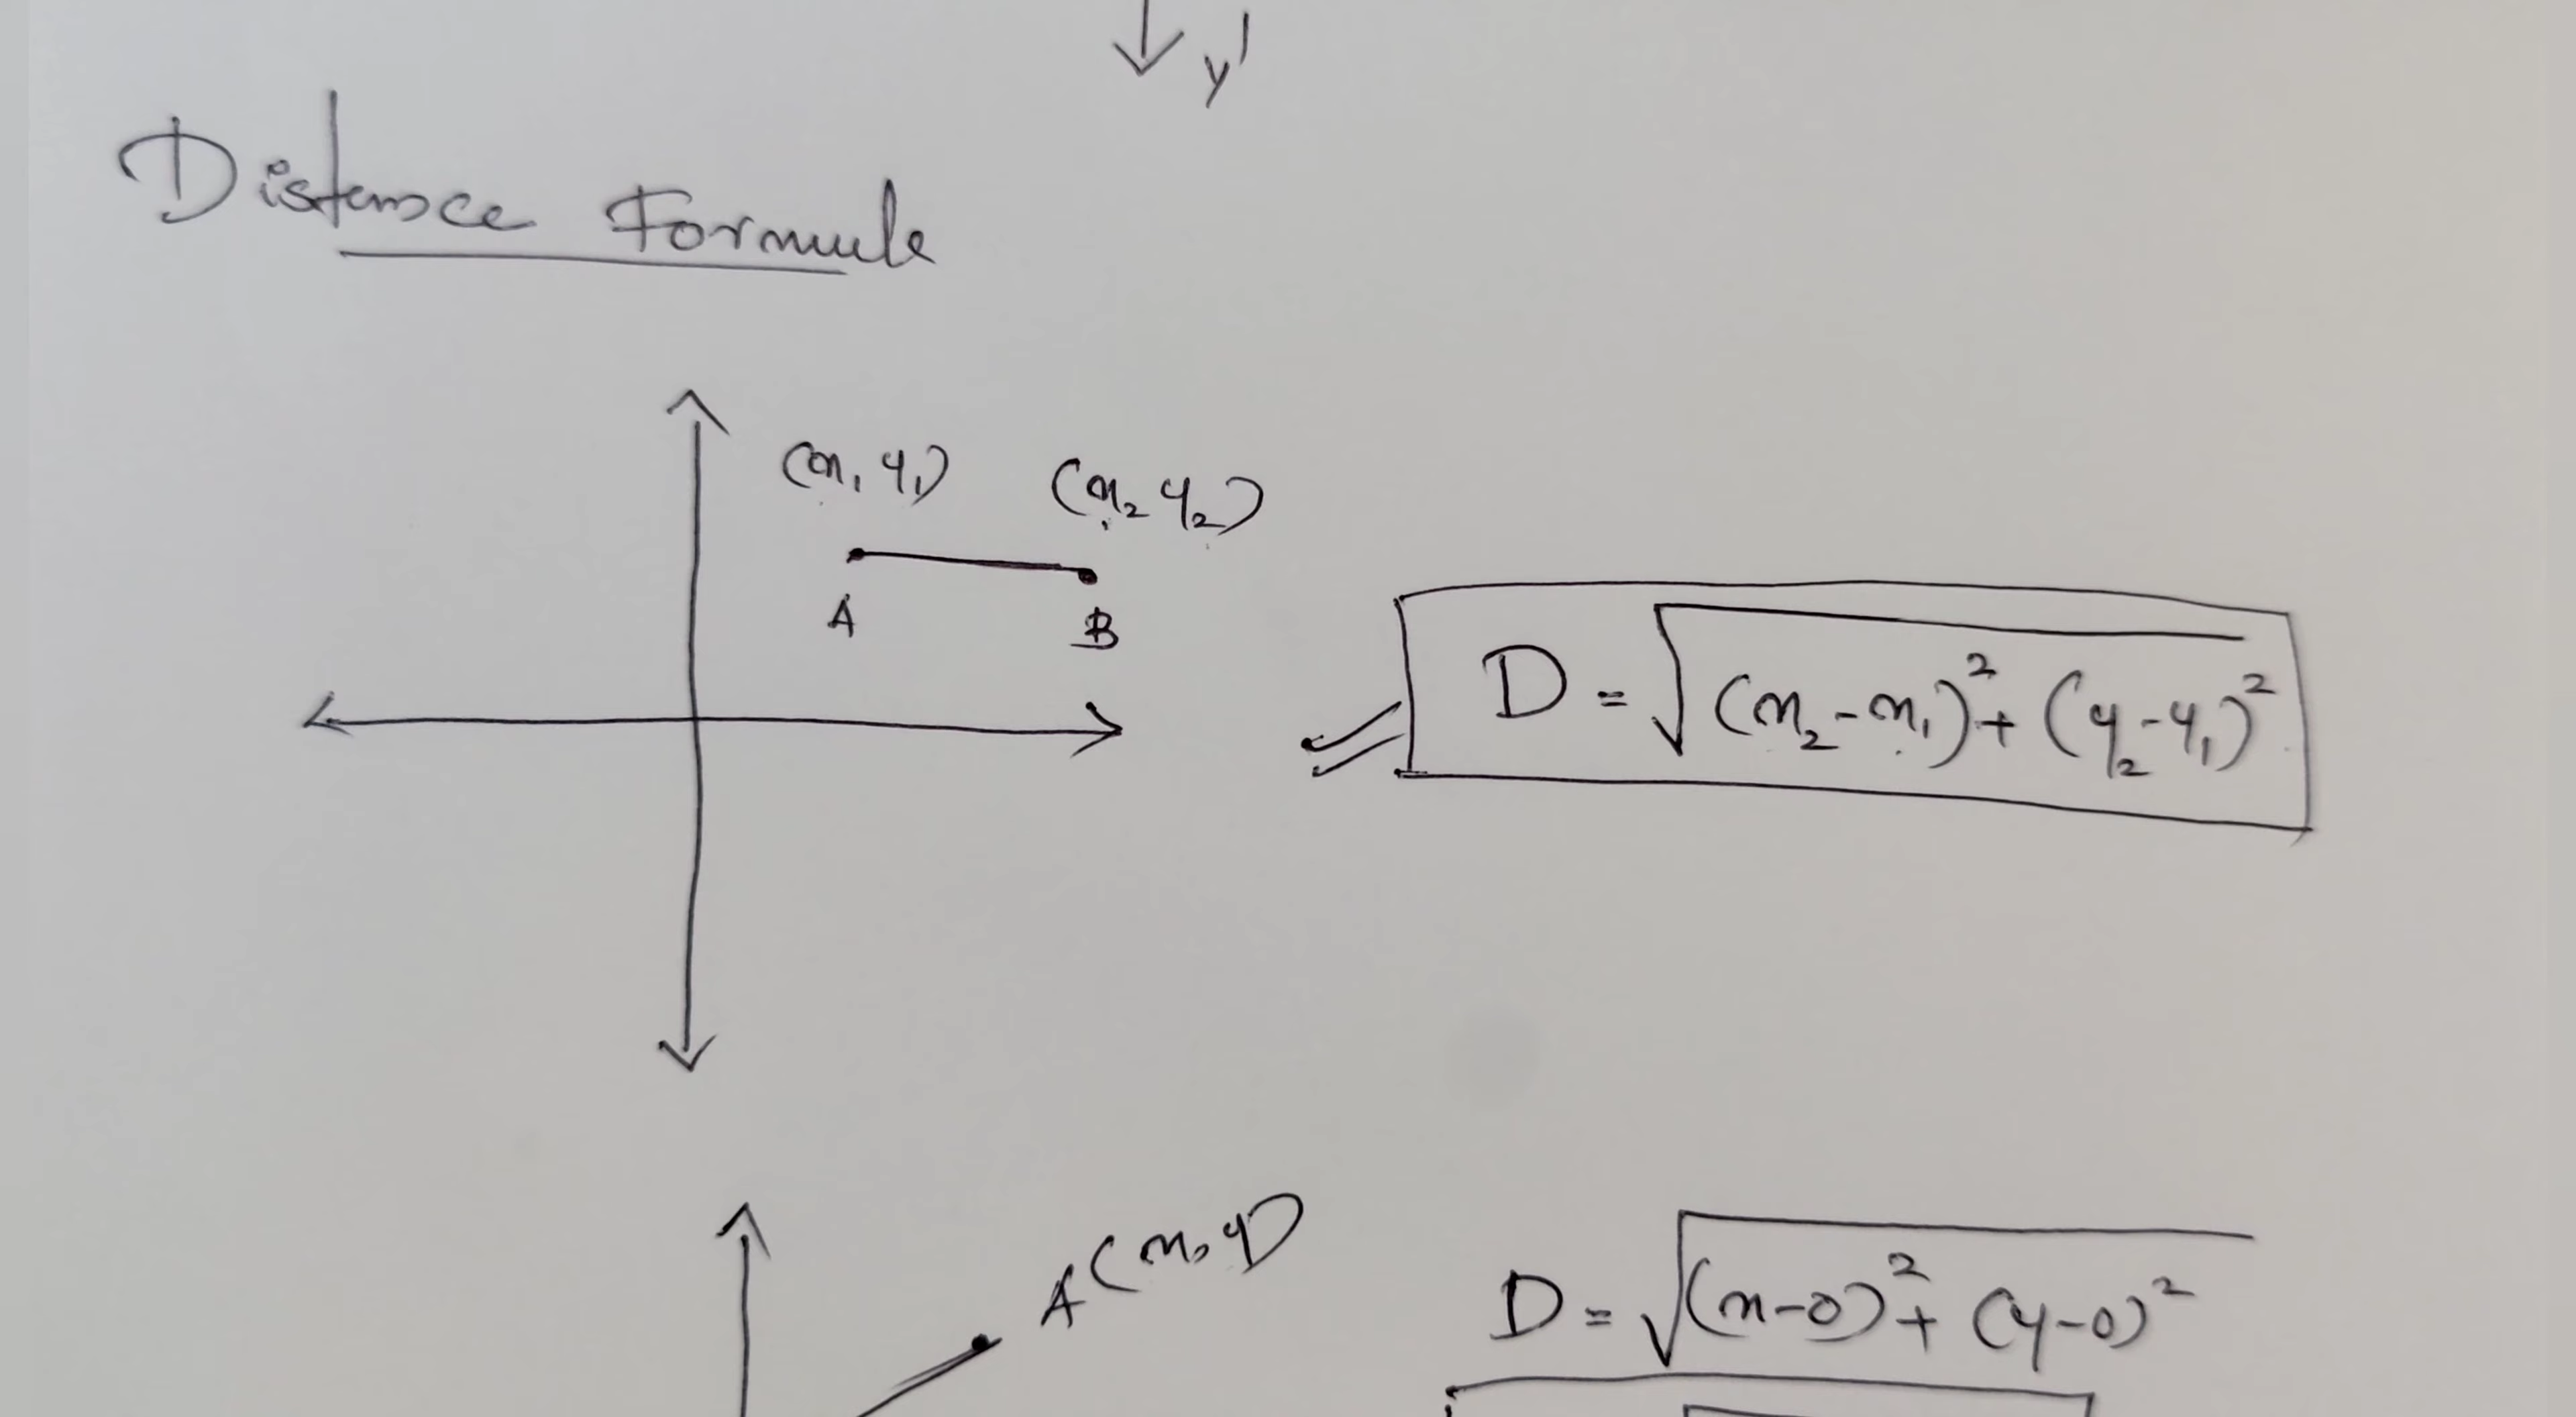 y'
Distance Formula
(x₁ y₁) (x₂ y₂)
A B
D = √(x₂-x₁)² + (y₂-y₁)²
A(x, y)
D = √(x-0)² + (y-0)²